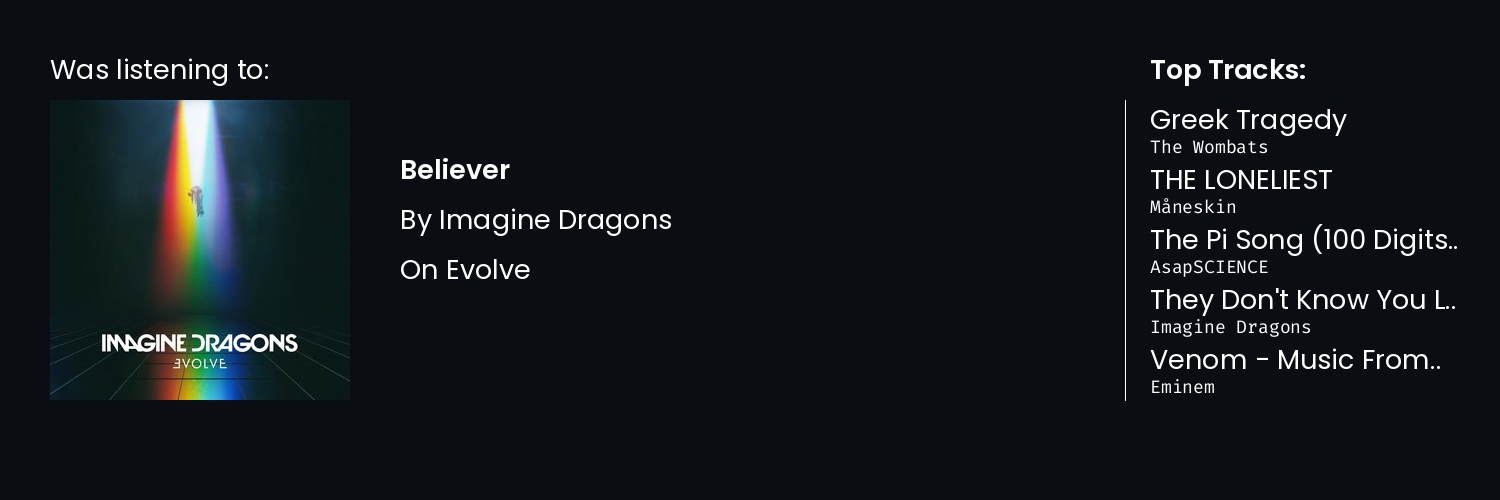 Was listening to:
IMAGINE DRAGONS
EVOLVE
Believer
By Imagine Dragons
On Evolve
Top Tracks:
Greek Tragedy
The Wombats
THE LONELIEST
Måneskin
The Pi Song (100 Digits..
AsapSCIENCE
They Don't Know You L..
Imagine Dragons
Venom - Music From..
Eminem